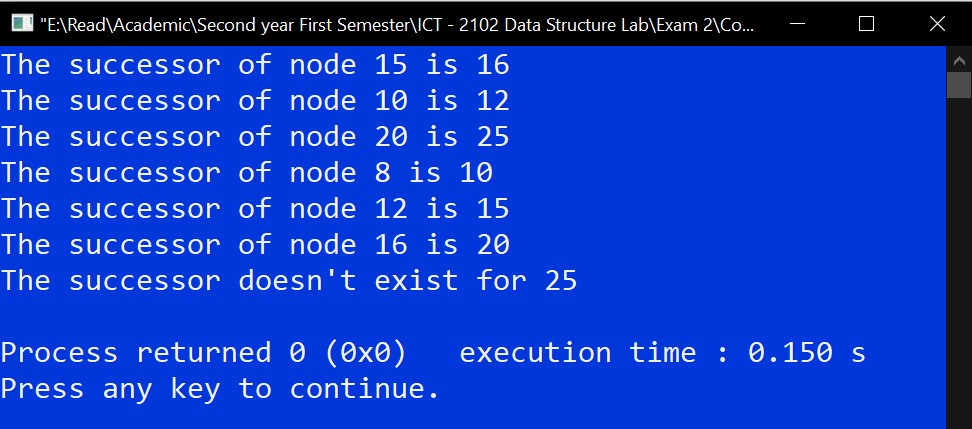 "E:\Read\Academic\Second year First Semester\ICT - 2102 Data Structure Lab\Exam 2\Co...
The successor of node 15 is 16
The successor of node 10 is 12
The successor of node 20 is 25
The successor of node 8 is 10
The successor of node 12 is 15
The successor of node 16 is 20
The successor doesn't exist for 25
Process returned 0 (0x0)   execution time : 0.150 s
Press any key to continue.